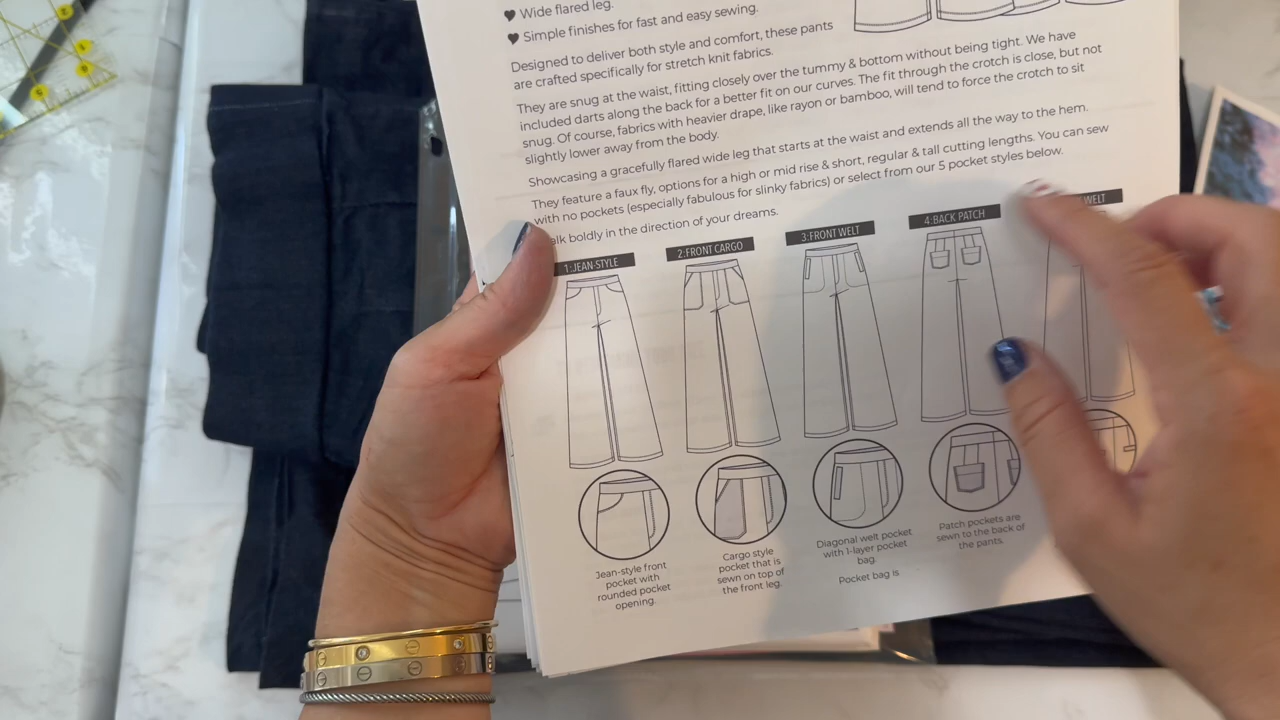 Wide flared leg.
Simple finishes for fast and easy sewing.
Designed to deliver both style and comfort, these pants
are crafted specifically for stretch knit fabrics.
They are snug at the waist, fitting closely over the tummy & bottom without being tight. We have
included darts along the back for a better fit on our curves. The fit through the crotch is close, but not
snug. Of course, fabrics with heavier drape, like rayon or bamboo, will tend to force the crotch to sit
slightly lower away from the body.
Showcasing a gracefully flared wide leg that starts at the waist and extends all the way to the hem.
They feature a faux fly, options for a high or mid rise & short, regular & tall cutting lengths. You can sew
with no pockets (especially fabulous for slinky fabrics) or select from our 5 pocket styles below.
alk boldly in the direction of your dreams.
1:JEAN-STYLE
2:FRONT CARGO
3:FRONT WELT
4:BACK PATCH
WELT
Jean-style front
pocket with
rounded pocket
opening.
Cargo style
pocket that is
sewn on top of
the front leg.
Diagonal welt pocket
with 1-layer pocket
bag.
Pocket bag is
Patch pockets are
sewn to the back of
the pants.